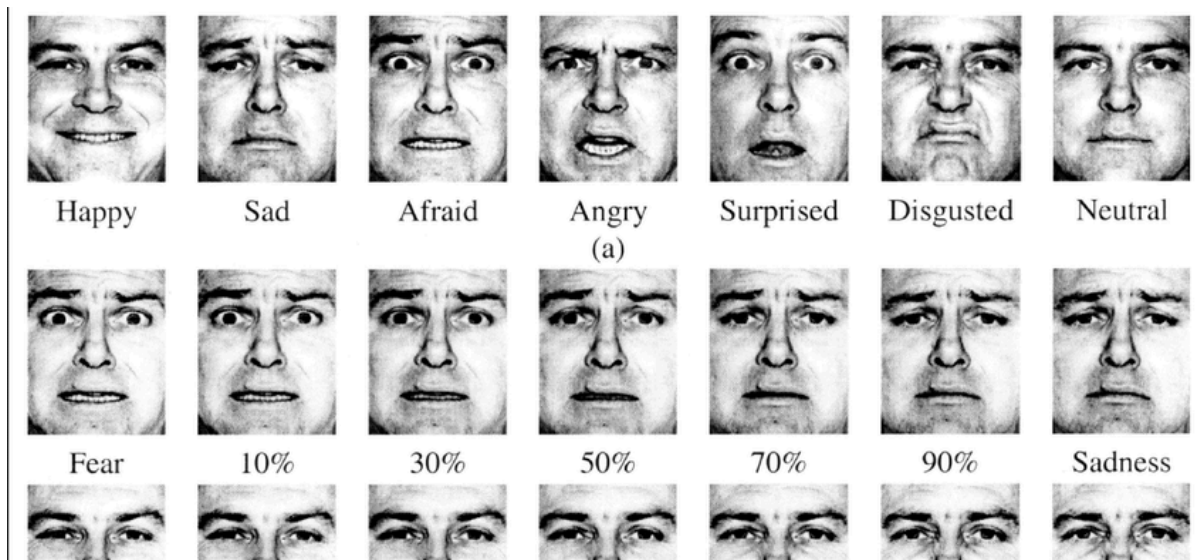 Happy Sad Afraid Angry Surprised Disgusted Neutral
(a)
Fear 10% 30% 50% 70% 90% Sadness